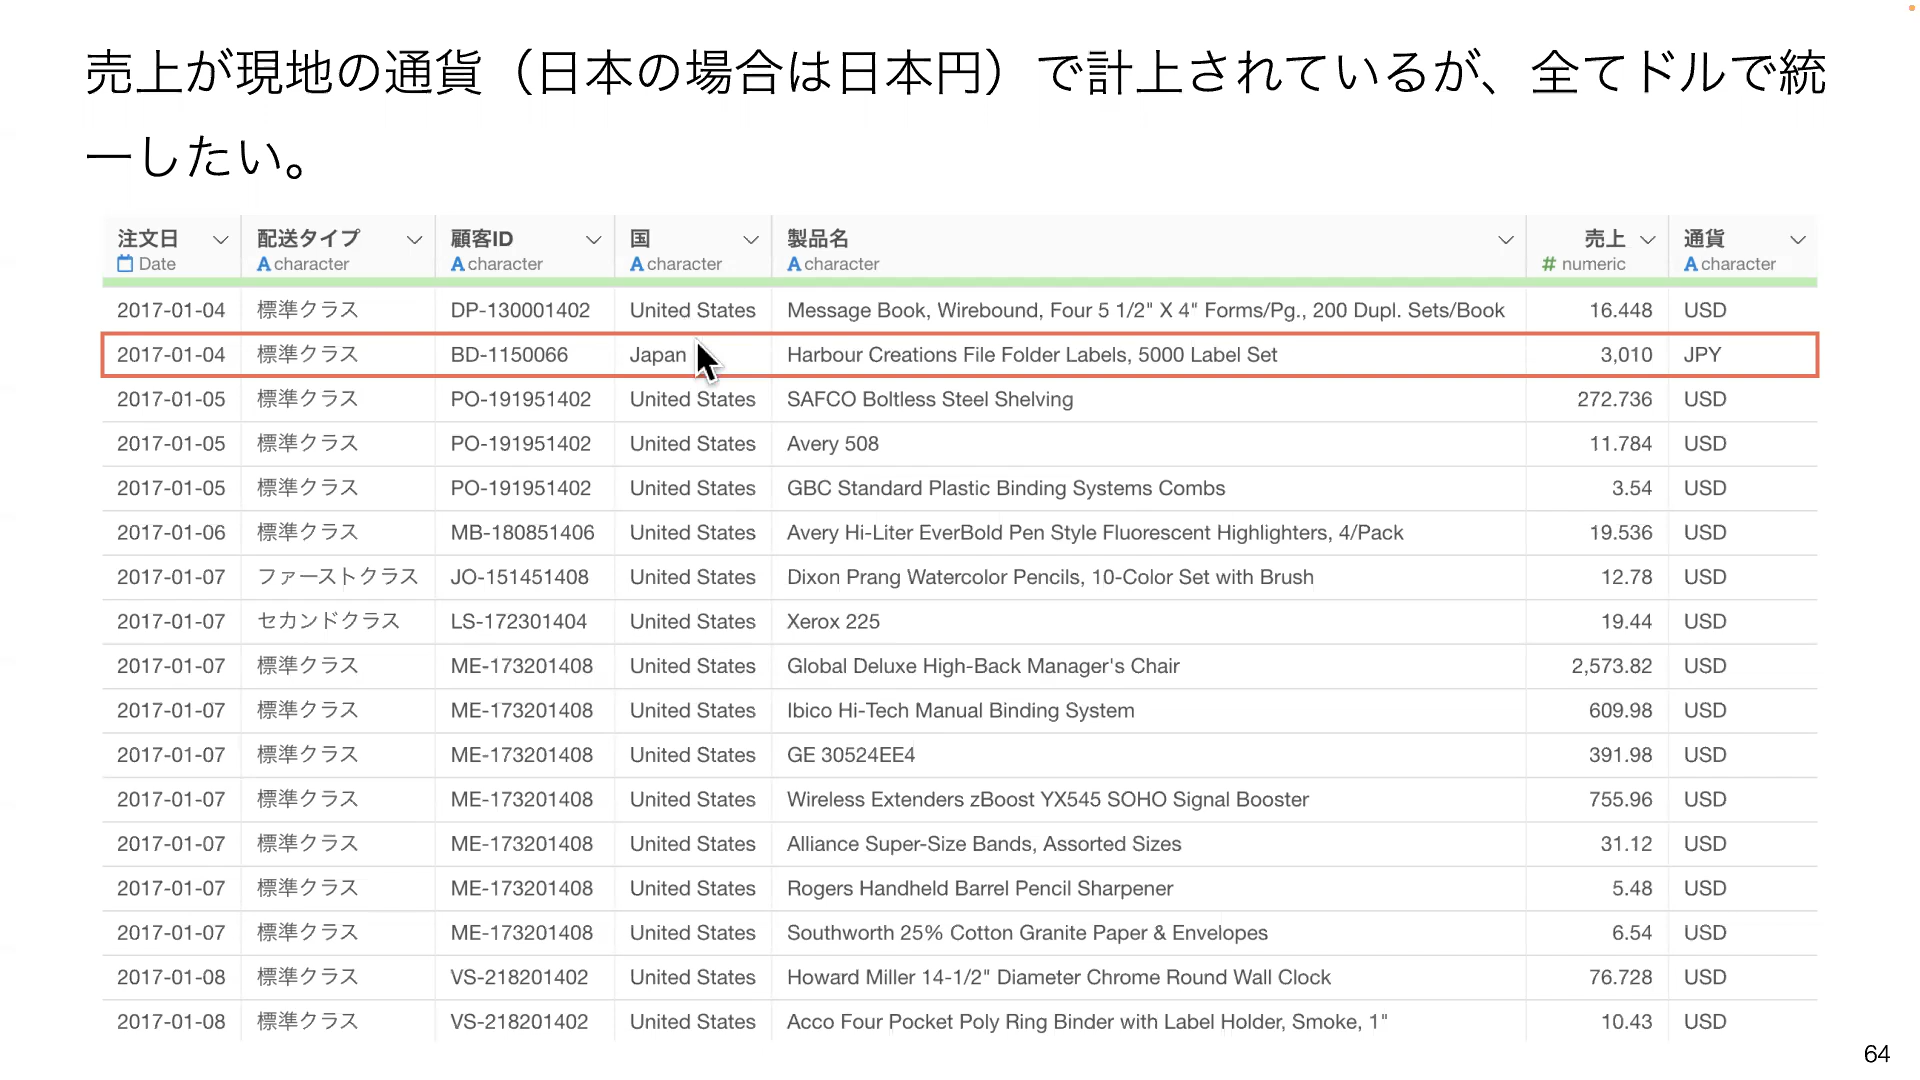 売上が現地の通貨（日本の場合は日本円）で計上されているが、全てドルで統
一したい。
注文日 配送タイプ 顧客ID 国 製品名 売上 通貨
Date A character A character A character A character # numeric A character
2017-01-04 標準クラス DP-130001402 United States Message Book, Wirebound, Four 5 1/2" X 4" Forms/Pg., 200 Dupl. Sets/Book 16.448 USD
2017-01-04 標準クラス BD-1150066 Japan Harbour Creations File Folder Labels, 5000 Label Set 3,010 JPY
2017-01-05 標準クラス PO-191951402 United States SAFCO Boltless Steel Shelving 272.736 USD
2017-01-05 標準クラス PO-191951402 United States Avery 508 11.784 USD
2017-01-05 標準クラス PO-191951402 United States GBC Standard Plastic Binding Systems Combs 3.54 USD
2017-01-06 標準クラス MB-180851406 United States Avery Hi-Liter EverBold Pen Style Fluorescent Highlighters, 4/Pack 19.536 USD
2017-01-07 ファーストクラス JO-151451408 United States Dixon Prang Watercolor Pencils, 10-Color Set with Brush 12.78 USD
2017-01-07 セカンドクラス LS-172301404 United States Xerox 225 19.44 USD
2017-01-07 標準クラス ME-173201408 United States Global Deluxe High-Back Manager's Chair 2,573.82 USD
2017-01-07 標準クラス ME-173201408 United States Ibico Hi-Tech Manual Binding System 609.98 USD
2017-01-07 標準クラス ME-173201408 United States GE 30524EE4 391.98 USD
2017-01-07 標準クラス ME-173201408 United States Wireless Extenders zBoost YX545 SOHO Signal Booster 755.96 USD
2017-01-07 標準クラス ME-173201408 United States Alliance Super-Size Bands, Assorted Sizes 31.12 USD
2017-01-07 標準クラス ME-173201408 United States Rogers Handheld Barrel Pencil Sharpener 5.48 USD
2017-01-07 標準クラス ME-173201408 United States Southworth 25% Cotton Granite Paper & Envelopes 6.54 USD
2017-01-08 標準クラス VS-218201402 United States Howard Miller 14-1/2" Diameter Chrome Round Wall Clock 76.728 USD
2017-01-08 標準クラス VS-218201402 United States Acco Four Pocket Poly Ring Binder with Label Holder, Smoke, 1" 10.43 USD
64